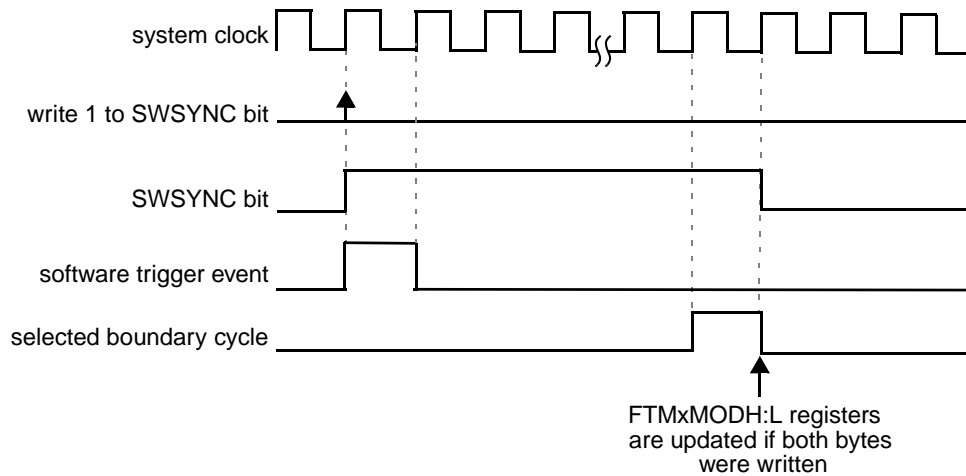 system clock
write 1 to SWSYNC bit
SWSYNC bit
software trigger event
selected boundary cycle
FTMxMODH:L registers
are updated if both bytes
were written